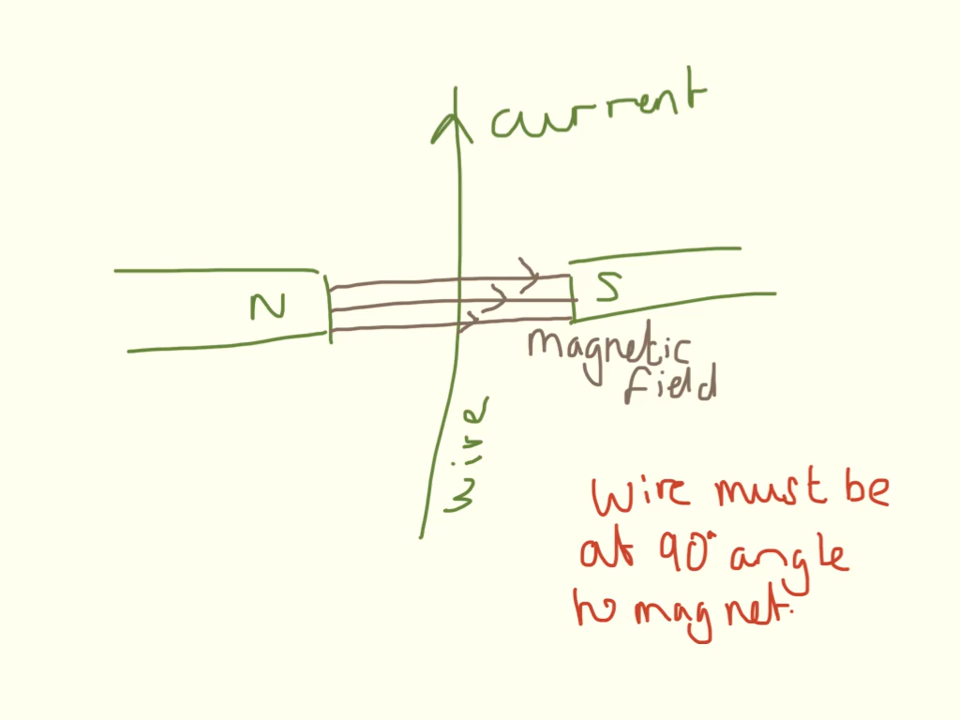 current
N
S
magnetic
field
wire
wire must be
at 90° angle
to magnet.